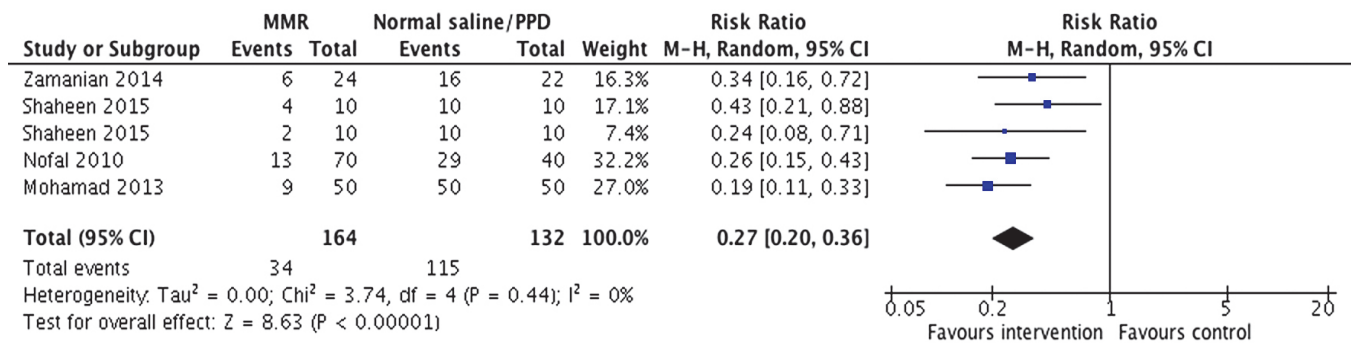 MMR Normal saline/PPD Risk Ratio Risk Ratio
Study or Subgroup Events Total Events Total Weight M-H, Random, 95% CI M-H, Random, 95% CI
Zamanian 2014 6 24 16 22 16.3% 0.34 [0.16, 0.72]
Shaheen 2015 4 10 10 10 17.1% 0.43 [0.21, 0.88]
Shaheen 2015 2 10 10 10 7.4% 0.24 [0.08, 0.71]
Nofal 2010 13 70 29 40 32.2% 0.26 [0.15, 0.43]
Mohamad 2013 9 50 50 50 27.0% 0.19 [0.11, 0.33]
Total (95% CI) 164 132 100.0% 0.27 [0.20, 0.36]
Total events 34 115
Heterogeneity: Tau² = 0.00; Chi² = 3.74, df = 4 (P = 0.44); I² = 0%
Test for overall effect: Z = 8.63 (P < 0.00001)
0.05 0.2 1 5 20
Favours intervention Favours control